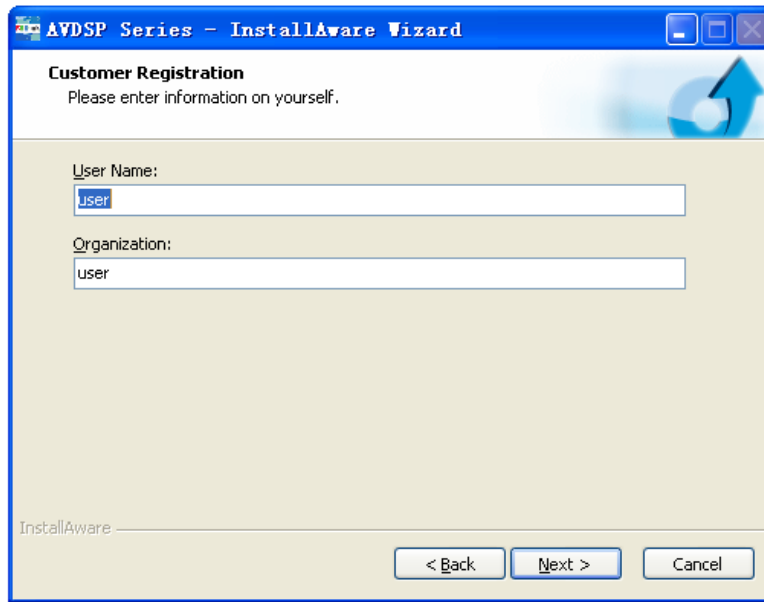 AVDSP Series - InstallAware Wizard
Customer Registration
Please enter information on yourself.
User Name:
user
Organization:
user
InstallAware
< Back
Next >
Cancel